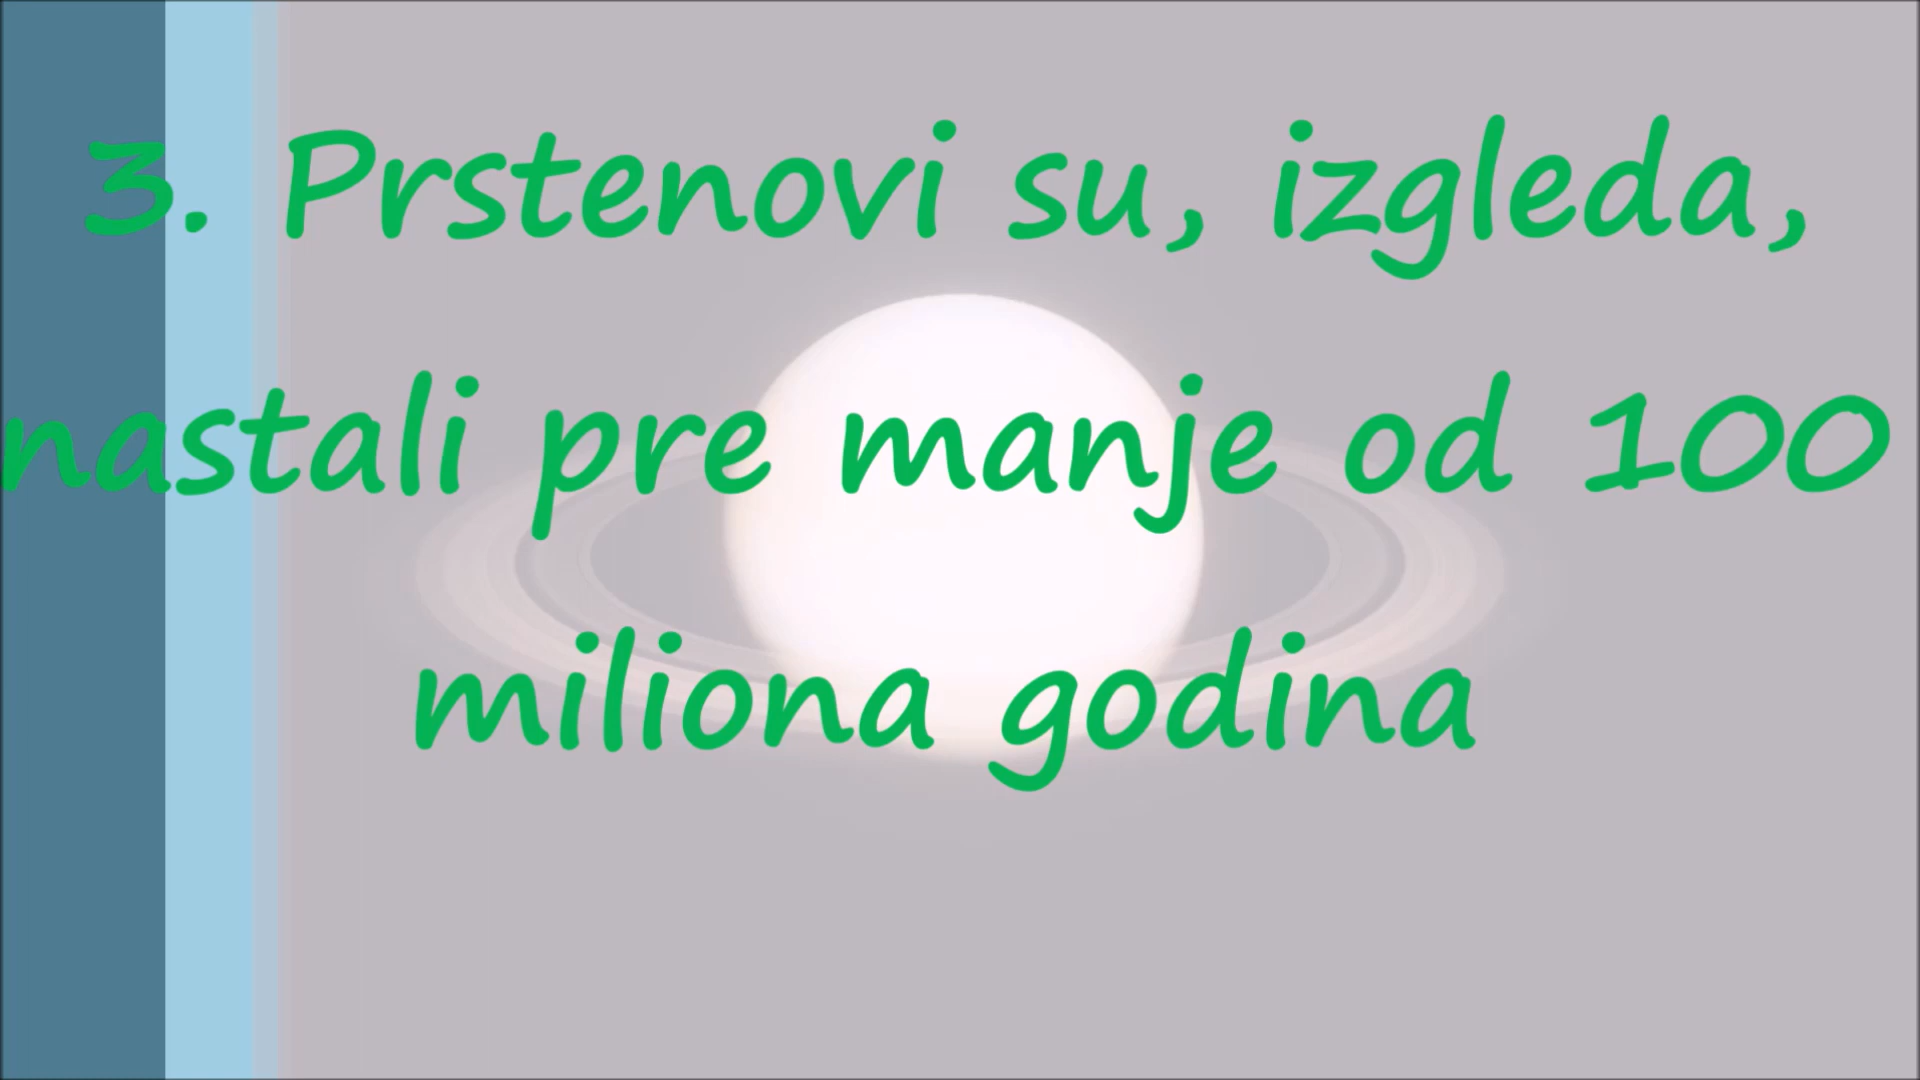 3. Prstenovi su, izgleda,
nastali pre manje od 100
miliona godina